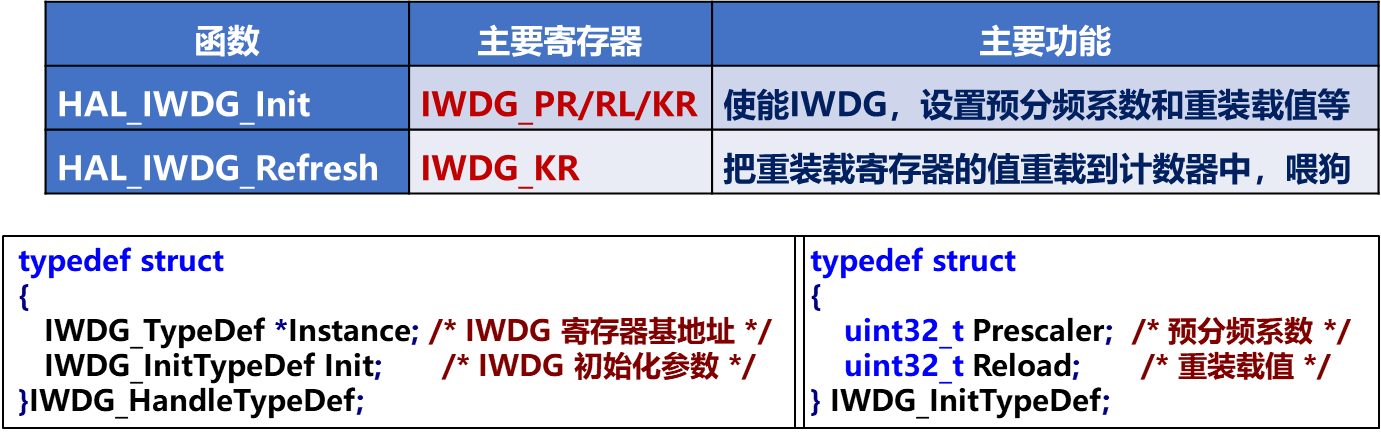 函数 主要寄存器 主要功能
HAL_IWDG_Init IWDG_PR/RL/KR 使能IWDG，设置预分频系数和重装载值等
HAL_IWDG_Refresh IWDG_KR 把重装载寄存器的值重载到计数器中，喂狗
typedef struct
{
IWDG_TypeDef *Instance; /* IWDG 寄存器基地址 */
IWDG_InitTypeDef Init; /* IWDG 初始化参数 */
}IWDG_HandleTypeDef;
typedef struct
{
uint32_t Prescaler; /* 预分频系数 */
uint32_t Reload; /* 重装载值 */
} IWDG_InitTypeDef;